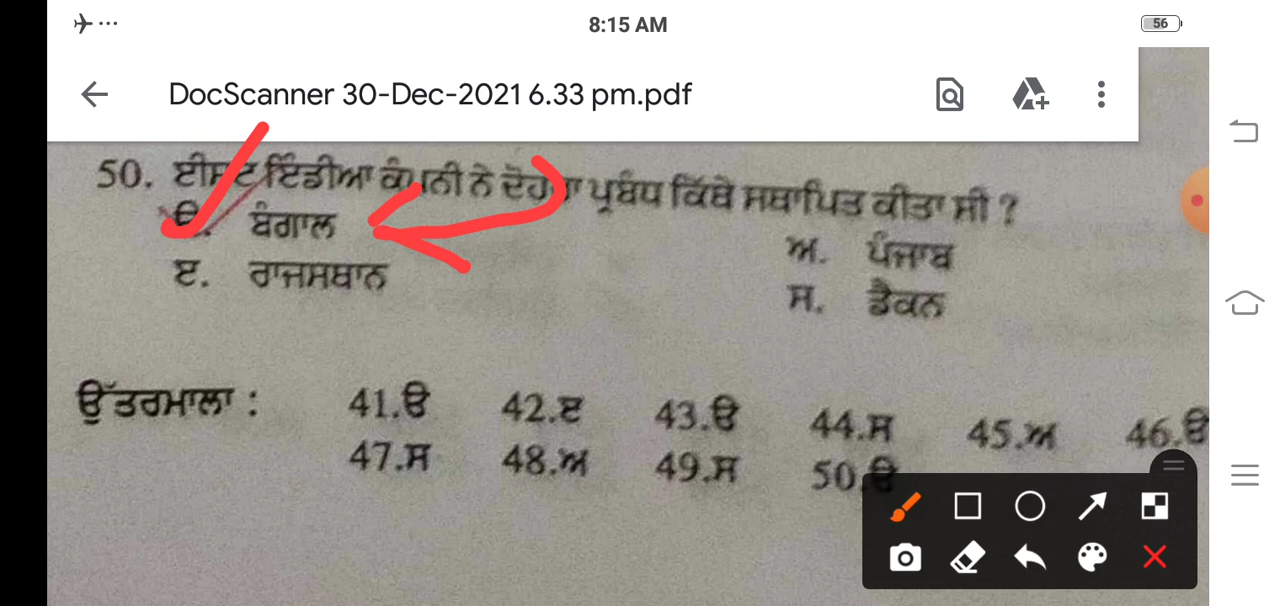 8:15 AM
56
DocScanner 30-Dec-2021 6.33 pm.pdf
50. ਈਸਟ ਇੰਡੀਆ ਕੰਪਨੀ ਨੇ ਦੋਹਰਾ ਪ੍ਰਬੰਧ ਕਿੱਥੇ ਸਥਾਪਿਤ ਕੀਤਾ ਸੀ ?
ੳ. ਬੰਗਾਲ
ਅ. ਪੰਜਾਬ
ੲ. ਰਾਜਸਥਾਨ
ਸ. ਡੈਕਨ
ਉੱਤਰਮਾਲਾ : 41.ੳ 42.ੲ 43.ੳ 44.ਸ 45.ਅ 46.ੳ
47.ਸ 48.ਅ 49.ਸ 50.ੳ